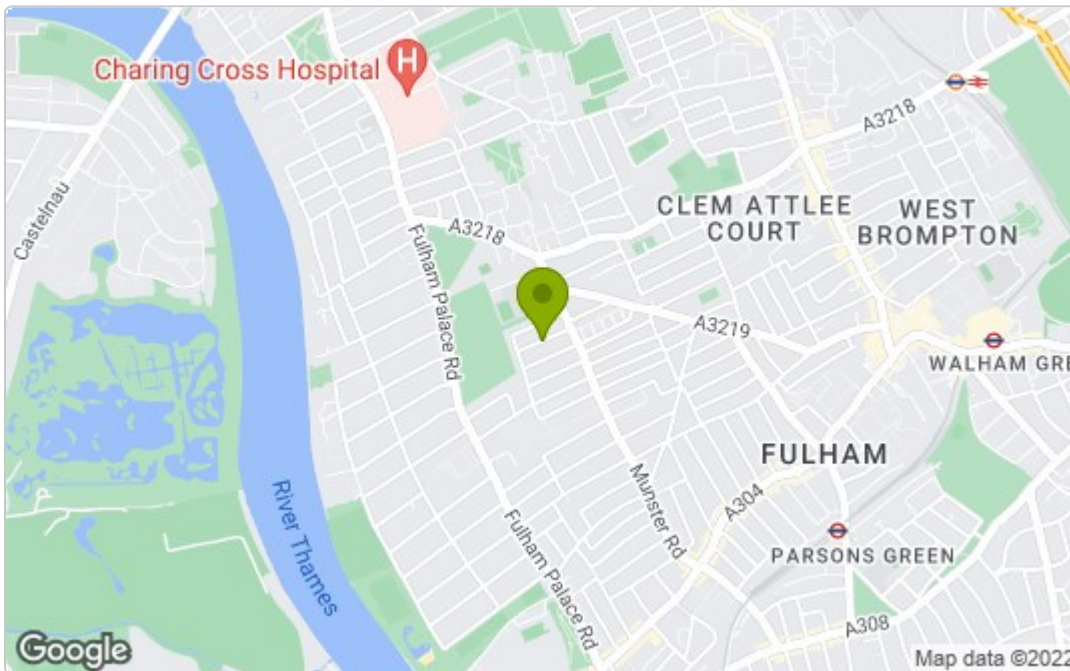 Charing Cross Hospital
H
A3218
Castelnau
A3218
CLEM ATTLEE
COURT
WEST
BROMPTON
Fulham Palace Rd
A3219
WALHAM GRE
FULHAM
Munster Rd
A304
River Thames
Fulham Palace Rd
PARSONS GREEN
A308
Google
Map data ©2022